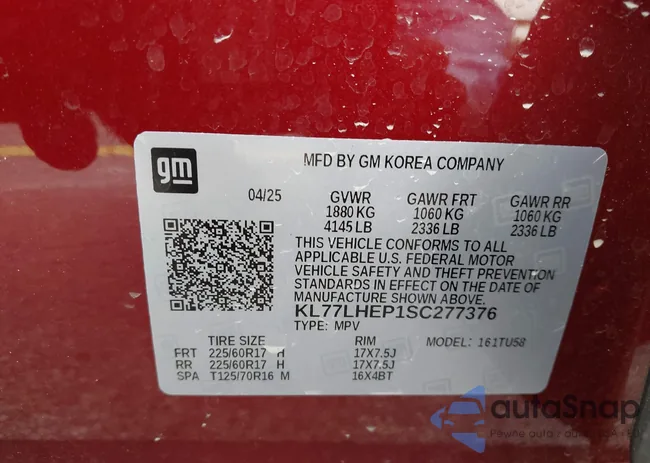 gm
MFD BY GM KOREA COMPANY
04/25 GVWR GAWR FRT GAWR RR
1880 KG 1060 KG 1060 KG
4145 LB 2336 LB 2336 LB
THIS VEHICLE CONFORMS TO ALL
APPLICABLE U.S. FEDERAL MOTOR
VEHICLE SAFETY AND THEFT PREVENTION
STANDARDS IN EFFECT ON THE DATE OF
MANUFACTURE SHOWN ABOVE.
KL77LHEP1SC277376
TYPE: MPV
TIRE SIZE RIM MODEL: 161TU58
FRT 225/60R17 H 17X7.5J
RR 225/60R17 H 17X7.5J
SPA T125/70R16 M 16X4BT
autoSnap
Pewne auto